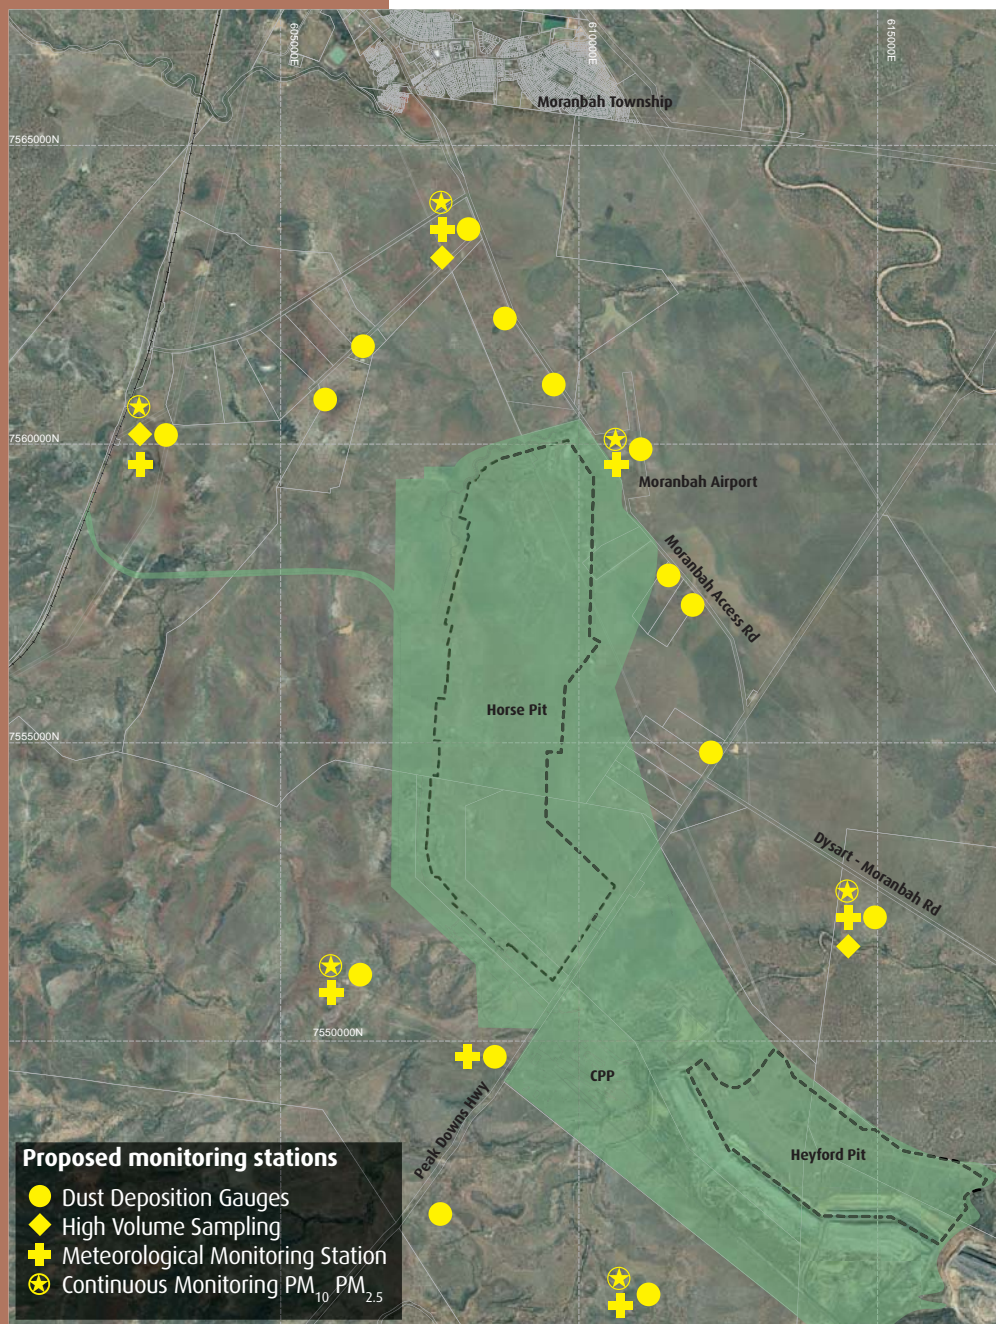 605000E
610000E
615000E
Moranbah Township
7565000N
7560000N
Moranbah Airport
Moranbah Access Rd
Horse Pit
7555000N
Dysart - Moranbah Rd
7550000N
CPP
Peak Downs Hwy
Heyford Pit
Proposed monitoring stations
Dust Deposition Gauges
High Volume Sampling
Meteorological Monitoring Station
Continuous Monitoring PM10 PM2.5